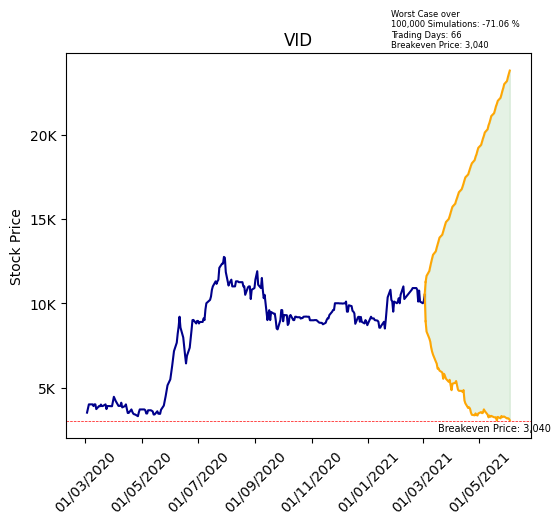 Worst Case over
100,000 Simulations: -71.06 %
Trading Days: 66
Breakeven Price: 3,040
VID
Stock Price
20K
15K
10K
5K
Breakeven Price: 3,040
01/03/2020
01/05/2020
01/07/2020
01/09/2020
01/11/2020
01/01/2021
01/03/2021
01/05/2021